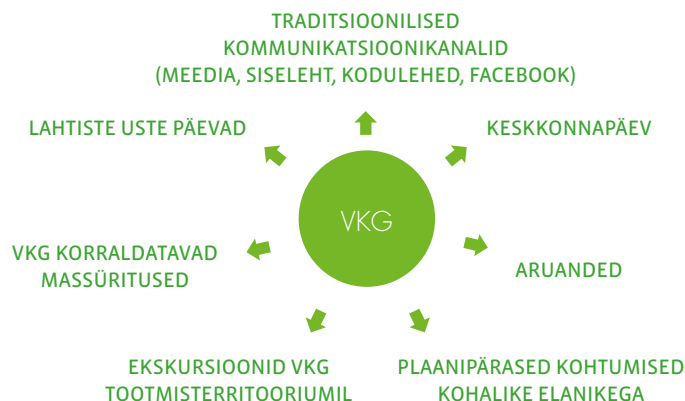 TRADITSIOONILISED
KOMMUNIKATSIOONIKANALID
(MEEDIA, SISELEHT, KODULEHED, FACEBOOK)
LAHTISTE USTE PÄEVAD
KESKKONNAPÄEV
VKG
VKG KORRALDATAVAD
MASSÜRITUSED
ARUANDED
EKSKURSIOONID VKG
TOOTMISTERRITOORIUMIL
PLAANIPÄRASED KOHTUMISED
KOHALIKE ELANIKEGA